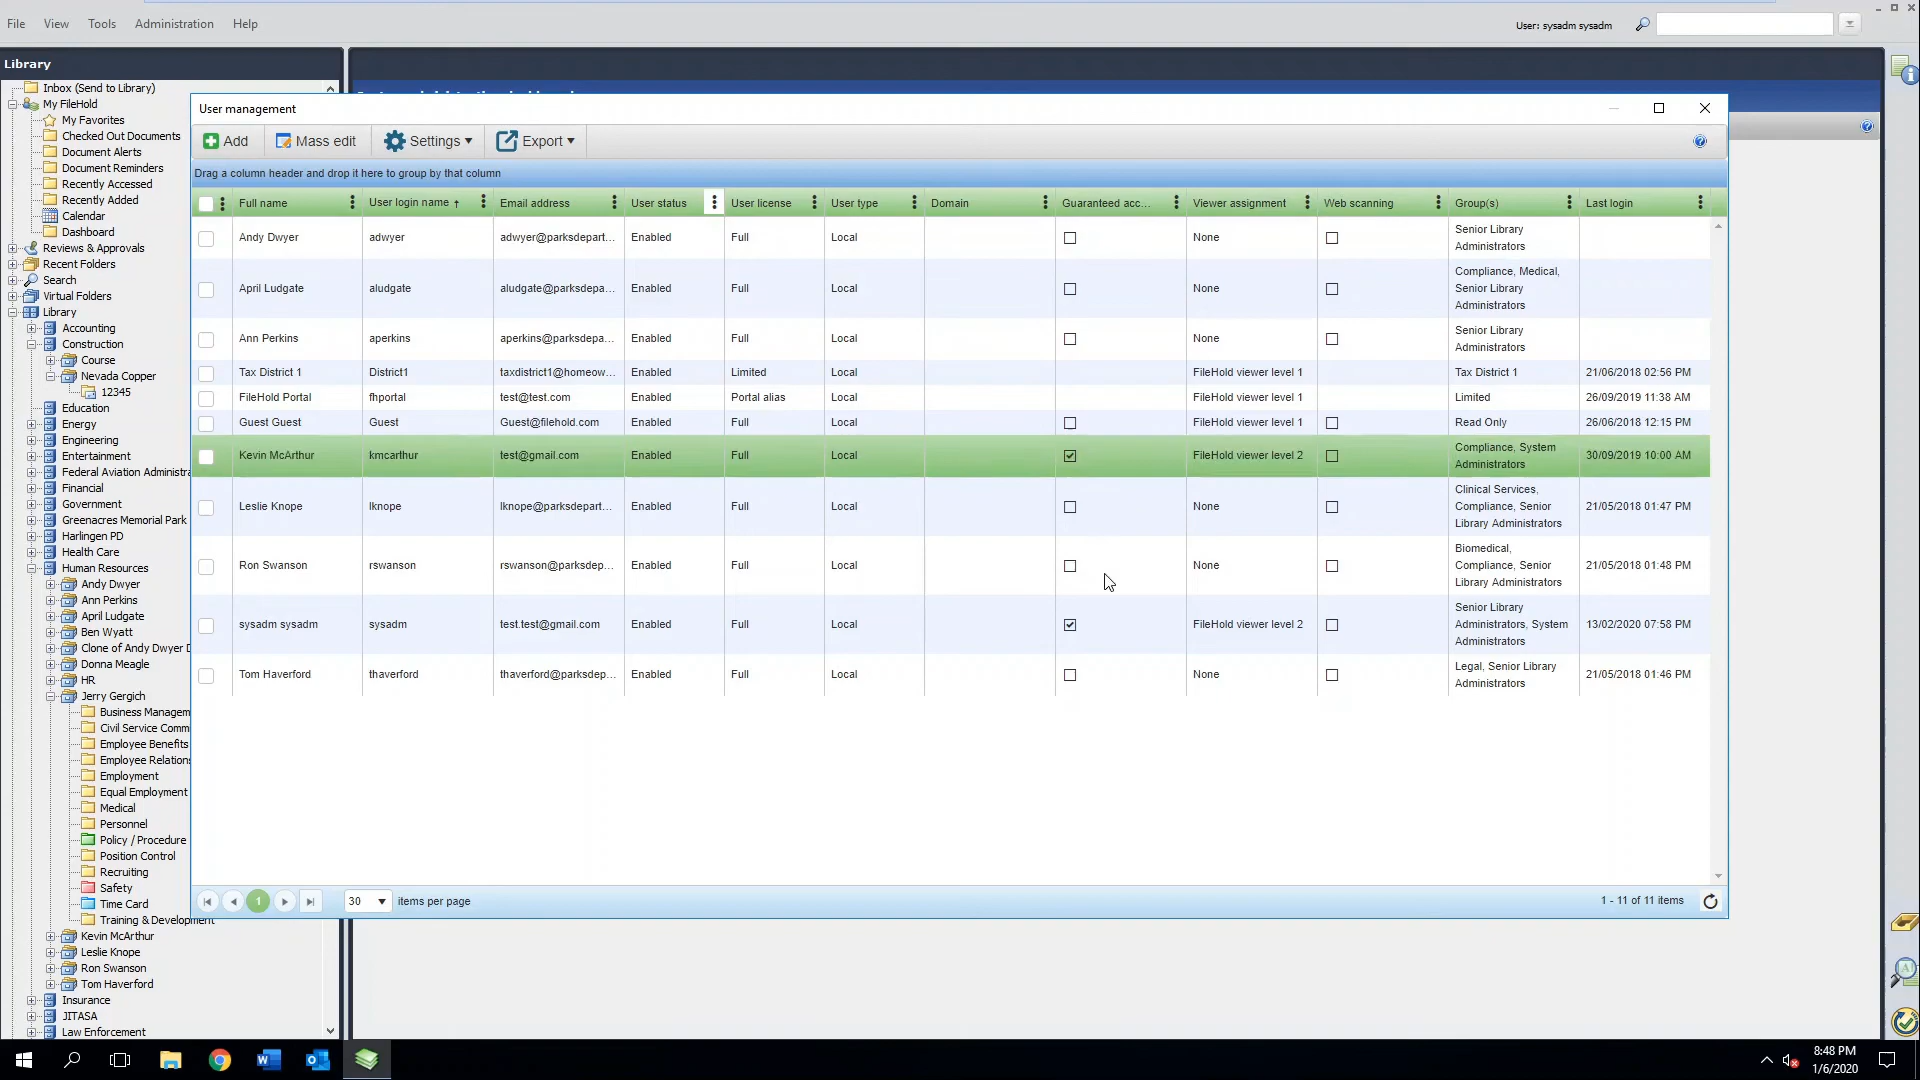 File View Tools Administration Help
User: sysadm sysadm
Library
Inbox (Send to Library)
My FileHold
My Favorites
Checked Out Documents
Document Alerts
Document Reminders
Recently Accessed
Recently Added
Calendar
Dashboard
Reviews & Approvals
Recent Folders
Search
Virtual Folders
Library
Accounting
Construction
Course
Nevada Copper
12345
Education
Energy
Engineering
Entertainment
Federal Aviation Administra
Financial
Government
Greenacres Memorial Park
Harlingen PD
Health Care
Human Resources
Andy Dwyer
Ann Perkins
April Ludgate
Ben Wyatt
Clone of Andy Dwyer D
Donna Meagle
HR
Jerry Gergich
Business Managem
Civil Service Comm
Employee Benefits
Employee Relations
Employment
Equal Employment
Medical
Personnel
Policy / Procedure
Position Control
Recruiting
Safety
Time Card
Training & Development
Kevin McArthur
Leslie Knope
Ron Swanson
Tom Haverford
Insurance
JITASA
Law Enforcement
User management
Add Mass edit Settings Export
Drag a column header and drop it here to group by that column
Full name User login name ↑ Email address User status User license User type Domain Guaranteed acc... Viewer assignment Web scanning Group(s) Last login
Andy Dwyer adwyer adwyer@parksdepart... Enabled Full Local None Senior Library
Administrators
April Ludgate aludgate aludgate@parksdepa... Enabled Full Local None Compliance, Medical,
Senior Library
Administrators
Ann Perkins aperkins aperkins@parksdepa... Enabled Full Local None Senior Library
Administrators
Tax District 1 District1 taxdistrict1@homeow... Enabled Limited Local FileHold viewer level 1 Tax District 1 21/06/2018 02:56 PM
FileHold Portal fhportal test@test.com Enabled Portal alias Local FileHold viewer level 1 Limited 26/09/2019 11:38 AM
Guest Guest Guest Guest@filehold.com Enabled Full Local FileHold viewer level 1 Read Only 26/06/2018 12:15 PM
Kevin McArthur kmcarthur test@gmail.com Enabled Full Local FileHold viewer level 2 Compliance, System 30/09/2019 10:00 AM
Administrators
Leslie Knope lknope lknope@parksdepart... Enabled Full Local None Clinical Services, 21/05/2018 01:47 PM
Compliance, Senior
Library Administrators
Ron Swanson rswanson rswanson@parksdep... Enabled Full Local None Biomedical, 21/05/2018 01:48 PM
Compliance, Senior
Library Administrators
sysadm sysadm sysadm test.test@gmail.com Enabled Full Local FileHold viewer level 2 Senior Library 13/02/2020 07:58 PM
Administrators, System
Administrators
Tom Haverford thaverford thaverford@parksdep... Enabled Full Local None Legal, Senior Library 21/05/2018 01:46 PM
Administrators
1 30 items per page 1 - 11 of 11 items
8:48 PM
1/6/2020